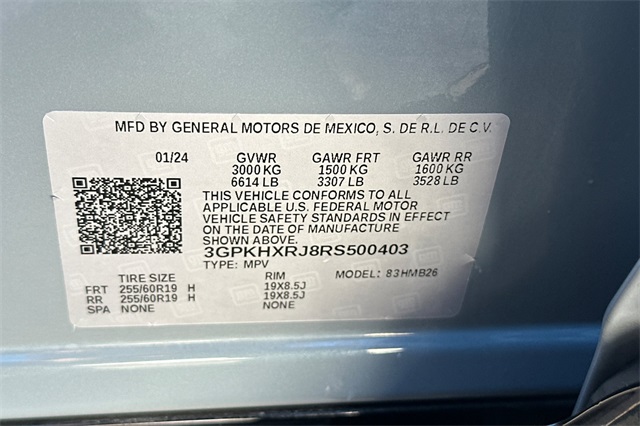 MFD BY GENERAL MOTORS DE MEXICO, S. DE R.L. DE C.V.
01/24 GVWR GAWR FRT GAWR RR
3000 KG 1500 KG 1600 KG
6614 LB 3307 LB 3528 LB
THIS VEHICLE CONFORMS TO ALL
APPLICABLE U.S. FEDERAL MOTOR
VEHICLE SAFETY STANDARDS IN EFFECT
ON THE DATE OF MANUFACTURE
SHOWN ABOVE.
3GPKHXRJ8RS500403
TYPE: MPV MODEL: 83HMB26
TIRE SIZE RIM
FRT 255/60R19 H 19X8.5J
RR 255/60R19 H 19X8.5J
SPA NONE NONE